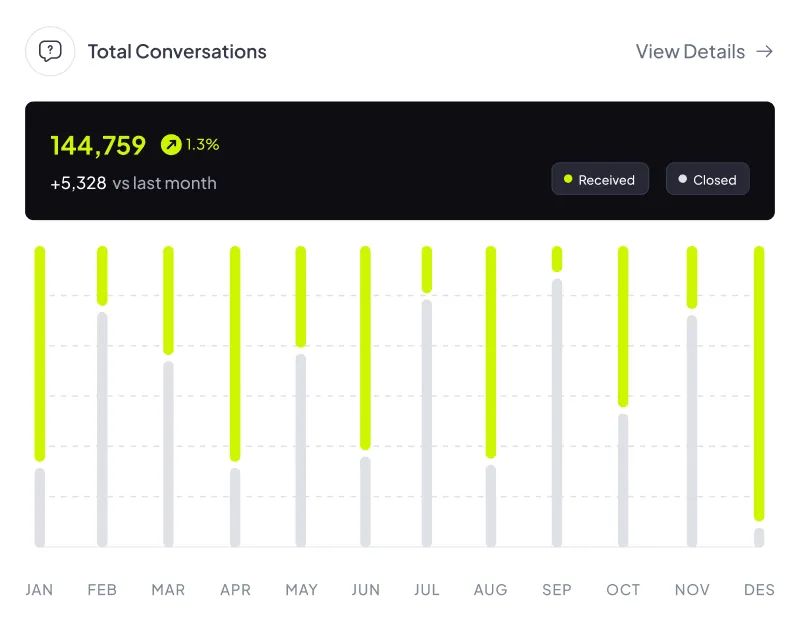 Total Conversations
View Details
144,759 1.3%
+5,328 vs last month
Received
Closed
JAN FEB MAR APR MAY JUN JUL AUG SEP OCT NOV DES